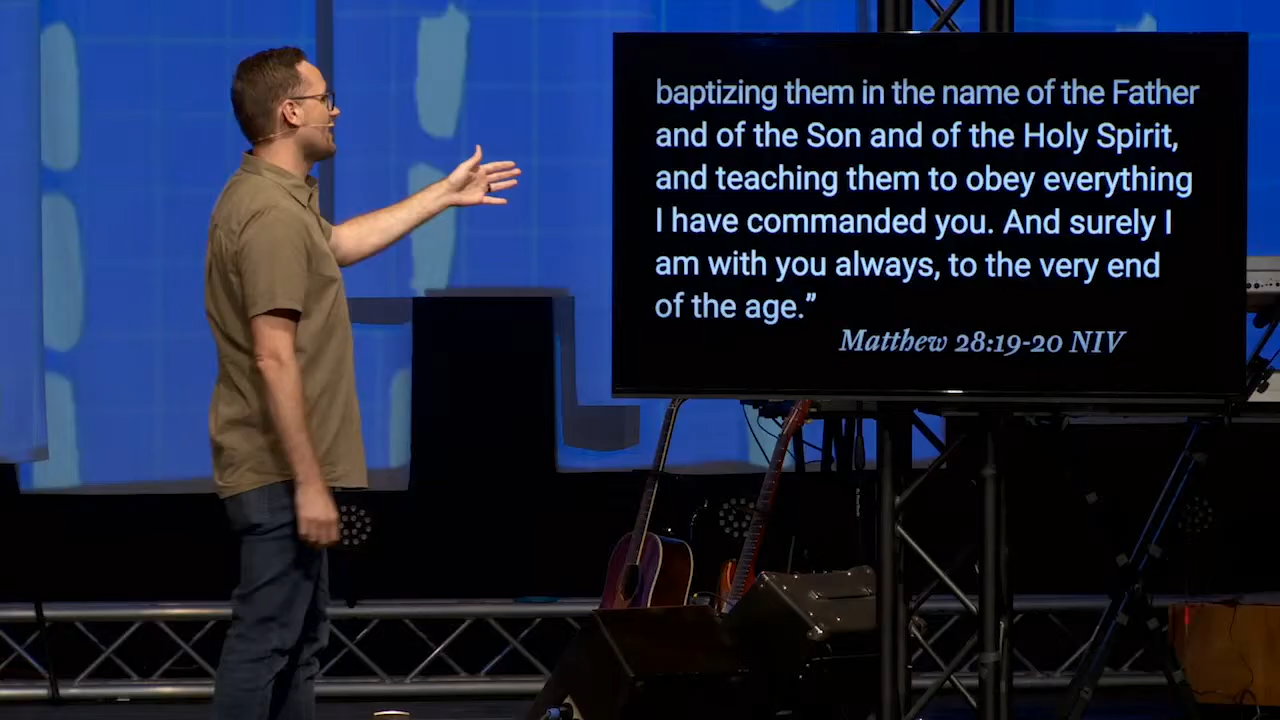 baptizing them in the name of the Father
and of the Son and of the Holy Spirit,
and teaching them to obey everything
I have commanded you. And surely I
am with you always, to the very end
of the age.”
Matthew 28:19-20 NIV